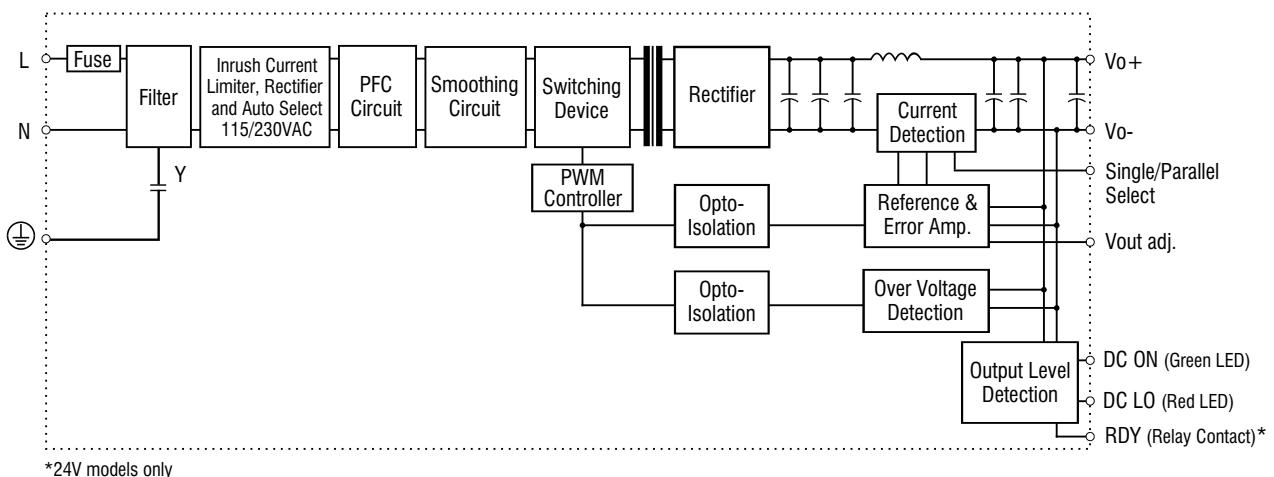 L
Fuse
N
Filter
Y
Inrush Current
Limiter, Rectifier
and Auto Select
115/230VAC
PFC
Circuit
Smoothing
Circuit
Switching
Device
PWM
Controller
Rectifier
Opto-
Isolation
Opto-
Isolation
Current
Detection
Reference &
Error Amp.
Over Voltage
Detection
Output Level
Detection
Vo+
Vo-
Single/Parallel
Select
Vout adj.
DC ON (Green LED)
DC LO (Red LED)
RDY (Relay Contact)*
*24V models only